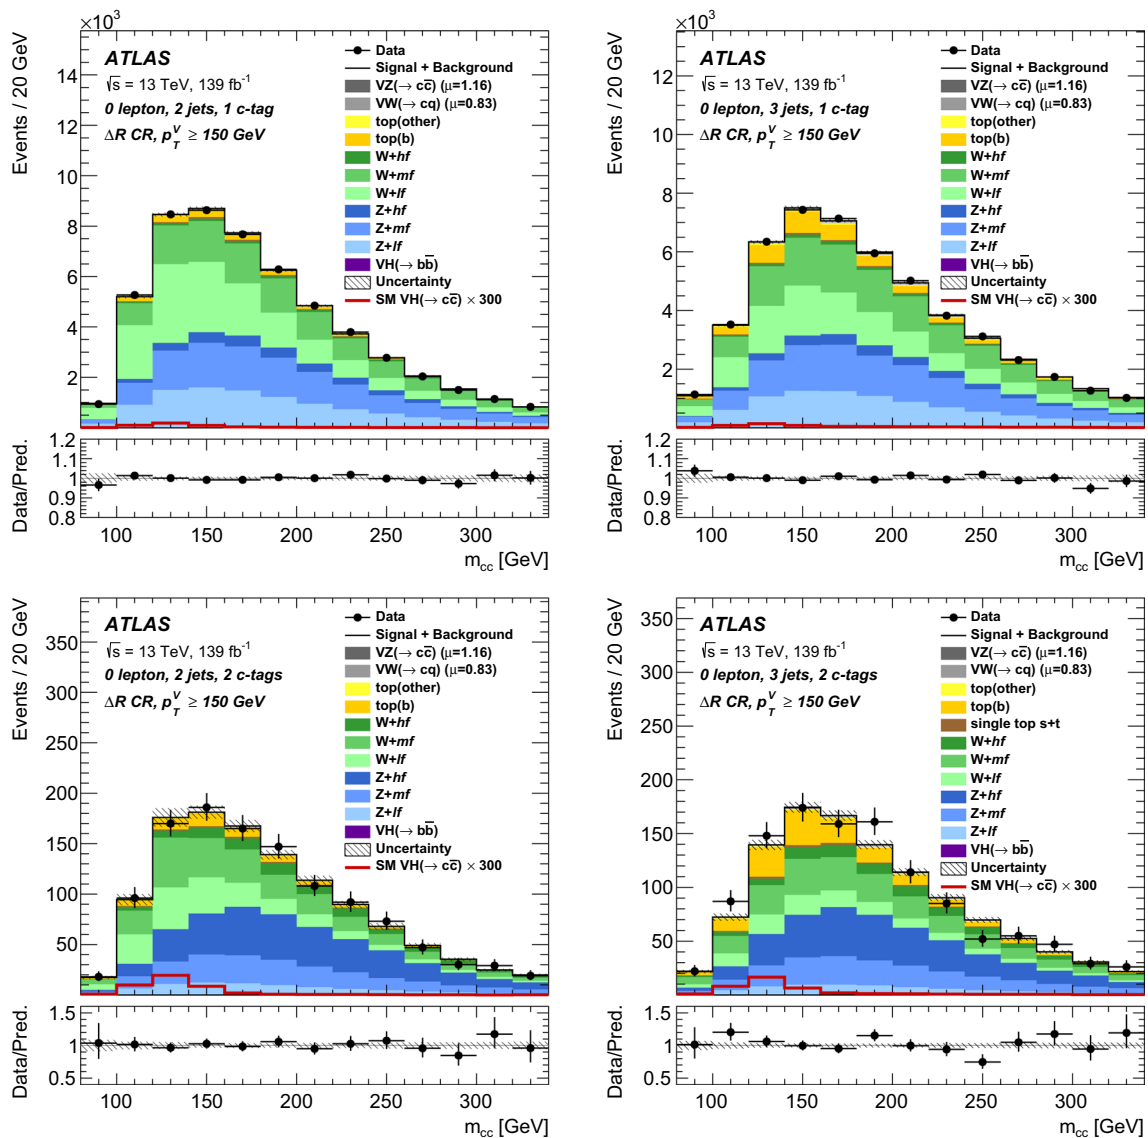 ×10³
Events / 20 GeV
14
12
10
8
6
4
2
ATLAS
√s = 13 TeV, 139 fb⁻¹
0 lepton, 2 jets, 1 c-tag
ΔR CR, p_T^V ≥ 150 GeV
Data
Signal + Background
VZ(→ cc̄) (μ=1.16)
VW(→ cq) (μ=0.83)
top(other)
top(b)
W+hf
W+mf
W+lf
Z+hf
Z+mf
Z+lf
VH(→ bb̄)
Uncertainty
SM VH(→ cc̄) × 300
Data/Pred.
1.2
1.1
1
0.9
0.8
100 150 200 250 300
m_cc [GeV]
×10³
Events / 20 GeV
12
10
8
6
4
2
ATLAS
√s = 13 TeV, 139 fb⁻¹
0 lepton, 3 jets, 1 c-tag
ΔR CR, p_T^V ≥ 150 GeV
Data
Signal + Background
VZ(→ cc̄) (μ=1.16)
VW(→ cq) (μ=0.83)
top(other)
top(b)
W+hf
W+mf
W+lf
Z+hf
Z+mf
Z+lf
VH(→ bb̄)
Uncertainty
SM VH(→ cc̄) × 300
Data/Pred.
1.2
1.1
1
0.9
0.8
100 150 200 250 300
m_cc [GeV]
Events / 20 GeV
350
300
250
200
150
100
50
ATLAS
√s = 13 TeV, 139 fb⁻¹
0 lepton, 2 jets, 2 c-tags
ΔR CR, p_T^V ≥ 150 GeV
Data
Signal + Background
VZ(→ cc̄) (μ=1.16)
VW(→ cq) (μ=0.83)
top(other)
top(b)
W+hf
W+mf
W+lf
Z+hf
Z+mf
Z+lf
VH(→ bb̄)
Uncertainty
SM VH(→ cc̄) × 300
Data/Pred.
1.5
1
0.5
100 150 200 250 300
m_cc [GeV]
Events / 20 GeV
350
300
250
200
150
100
50
ATLAS
√s = 13 TeV, 139 fb⁻¹
0 lepton, 3 jets, 2 c-tags
ΔR CR, p_T^V ≥ 150 GeV
Data
Signal + Background
VZ(→ cc̄) (μ=1.16)
VW(→ cq) (μ=0.83)
top(other)
top(b)
single top s+t
W+hf
W+mf
W+lf
Z+hf
Z+mf
Z+lf
VH(→ bb̄)
Uncertainty
SM VH(→ cc̄) × 300
Data/Pred.
1.5
1
0.5
100 150 200 250 300
m_cc [GeV]